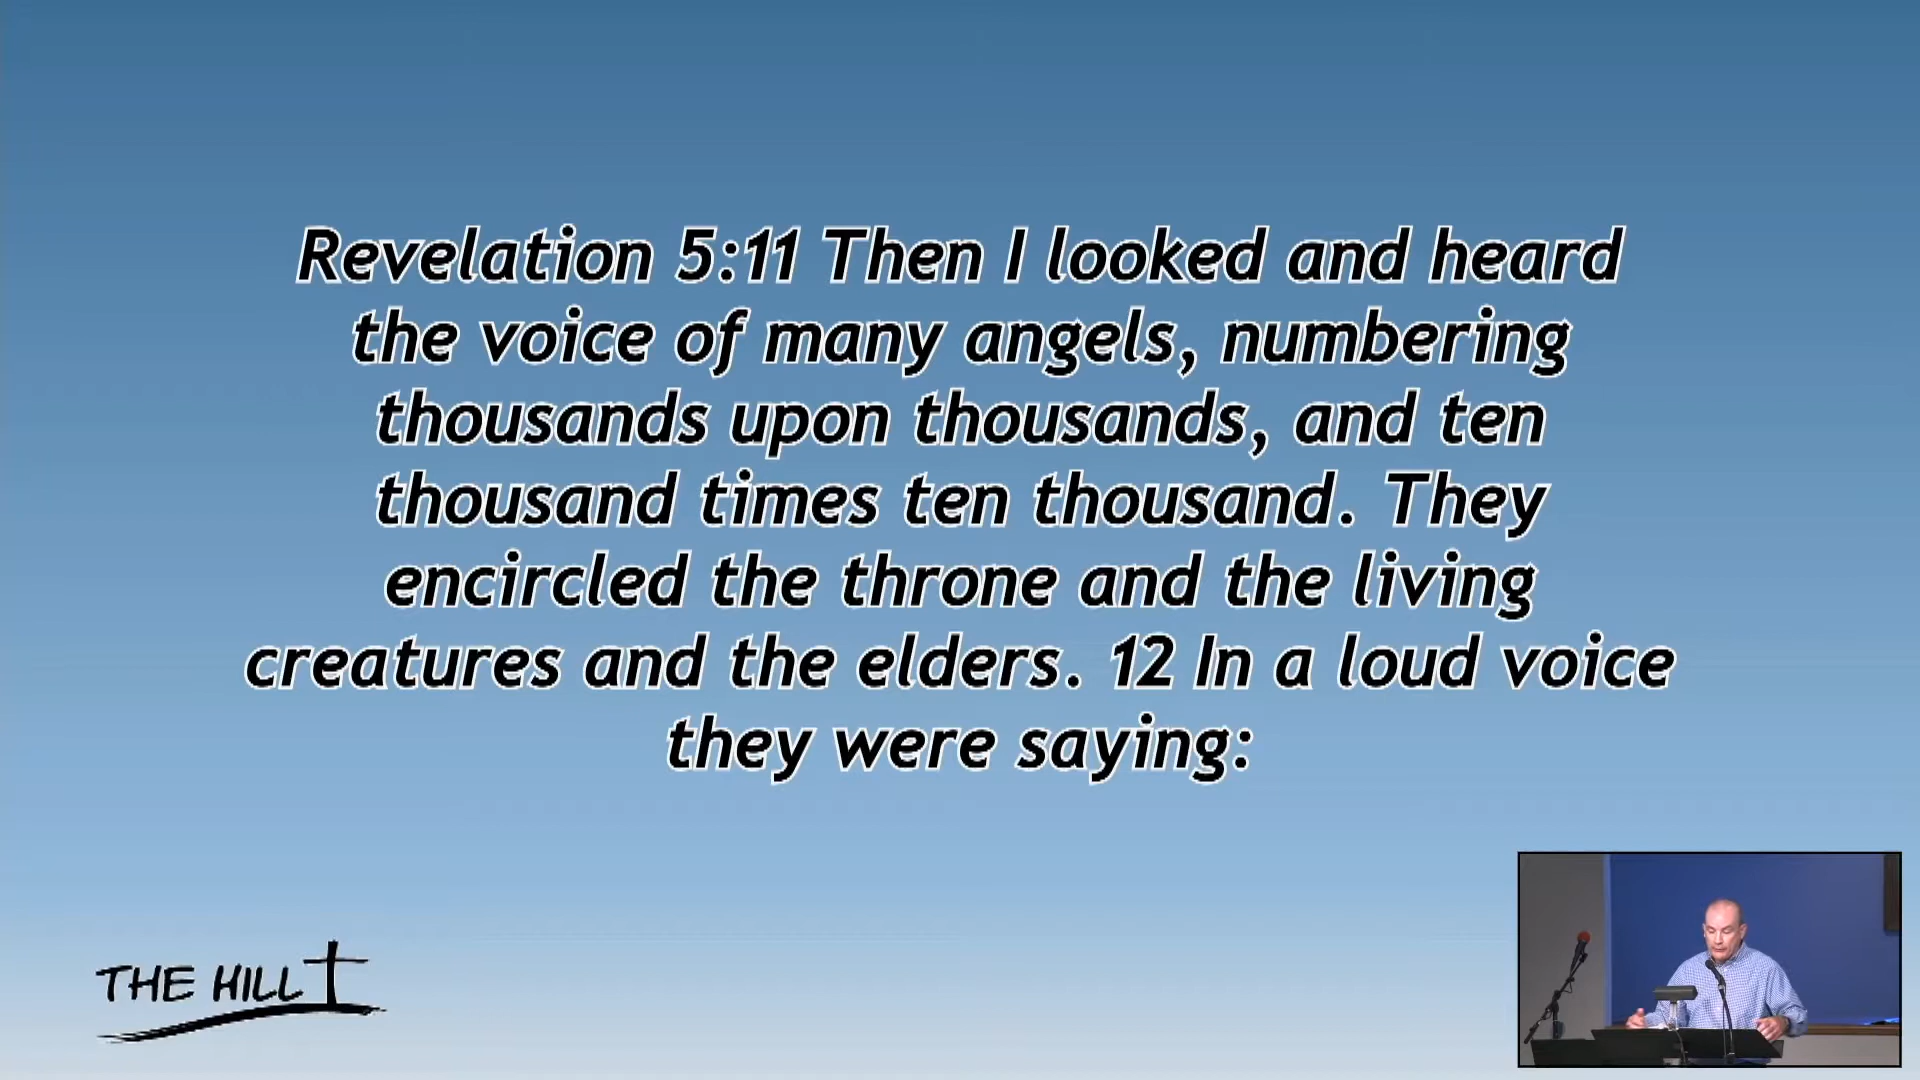 Revelation 5:11 Then I looked and heard
the voice of many angels, numbering
thousands upon thousands, and ten
thousand times ten thousand. They
encircled the throne and the living
creatures and the elders. 12 In a loud voice
they were saying:
THE HILL